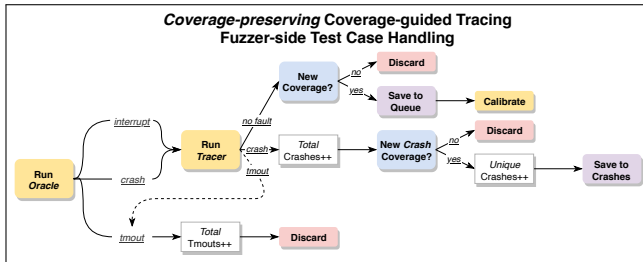 Coverage-preserving Coverage-guided Tracing
Fuzzer-side Test Case Handling
New
Coverage?
no
Discard
yes
Save to
Queue
Calibrate
interrupt
Run
Tracer
no fault
crash
tmout
Total
Crashes++
New Crash
Coverage?
no
Discard
yes
Unique
Crashes++
Save to
Crashes
Run
Oracle
crash
tmout
Total
Tmouts++
Discard